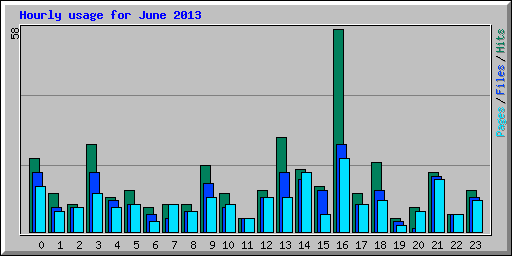 Hourly usage for June 2013
58
Pages/Files/Hits
0 1 2 3 4 5 6 7 8 9 10 11 12 13 14 15 16 17 18 19 20 21 22 23